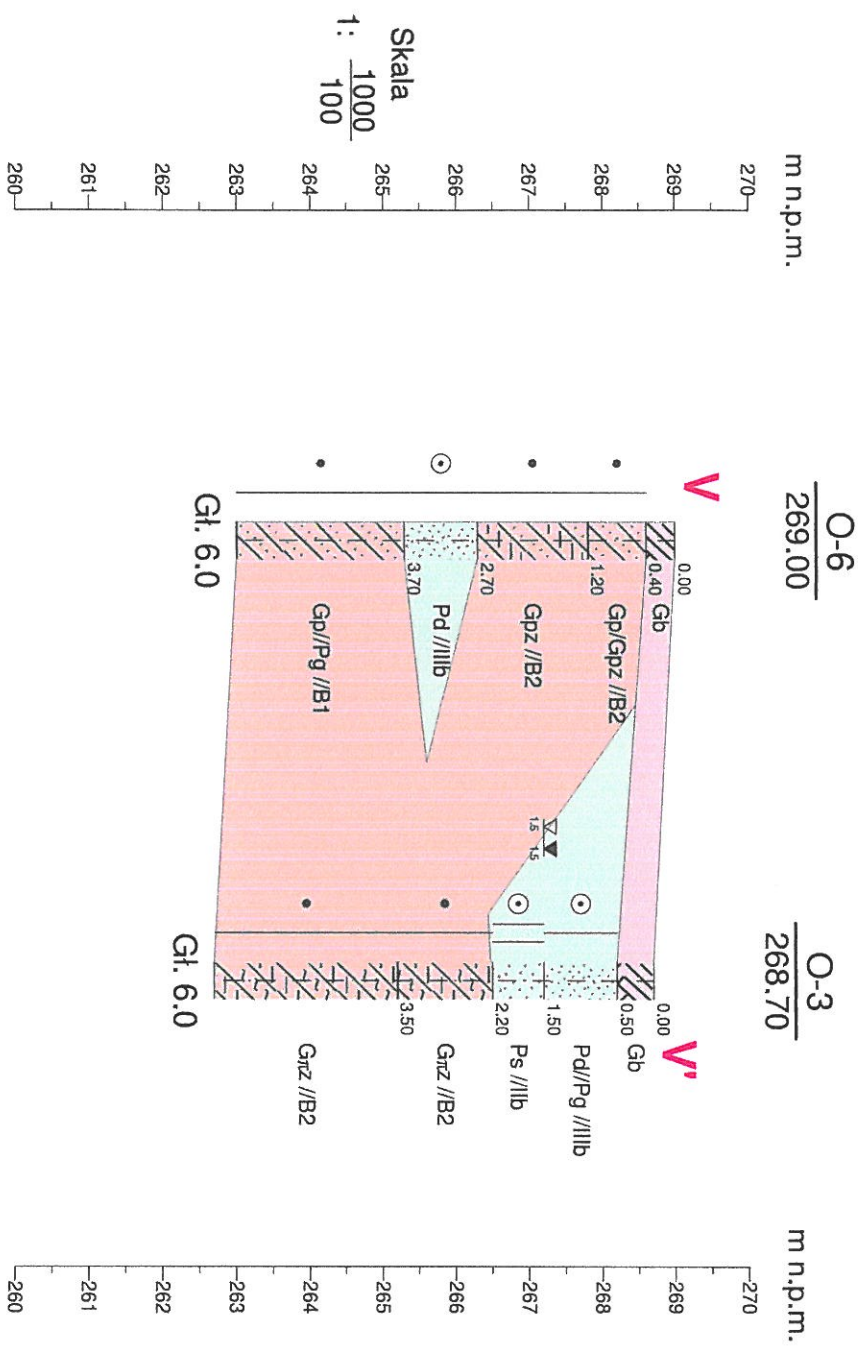 Skala
1: 1000
100
m n.p.m.
270
269
268
267
266
265
264
263
262
261
260
O-6
269.00
V
0.00
0.40
1.20
2.70
3.70
Gb
Gp/Gpz //B2
Gpz //B2
Pd //IIIb
Gp//Pg //B1
Gł. 6.0
1.5
1.5
O-3
268.70
V'
0.00
0.50
1.50
2.20
3.50
Gb
Pd//Pg //IIIb
Ps //IIb
Gπz //B2
Gπz //B2
Gł. 6.0
m n.p.m.
270
269
268
267
266
265
264
263
262
261
260